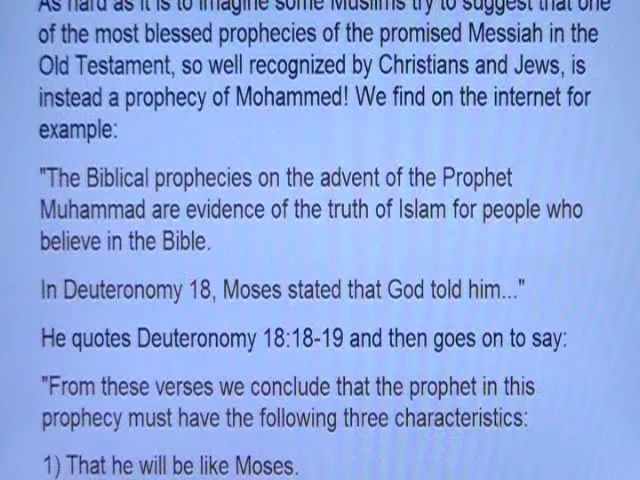 As hard as it is to imagine some Muslims try to suggest that one
of the most blessed prophecies of the promised Messiah in the
Old Testament, so well recognized by Christians and Jews, is
instead a prophecy of Mohammed! We find on the internet for
example:
"The Biblical prophecies on the advent of the Prophet
Muhammad are evidence of the truth of Islam for people who
believe in the Bible.
In Deuteronomy 18, Moses stated that God told him..."
He quotes Deuteronomy 18:18-19 and then goes on to say:
"From these verses we conclude that the prophet in this
prophecy must have the following three characteristics:
1) That he will be like Moses.